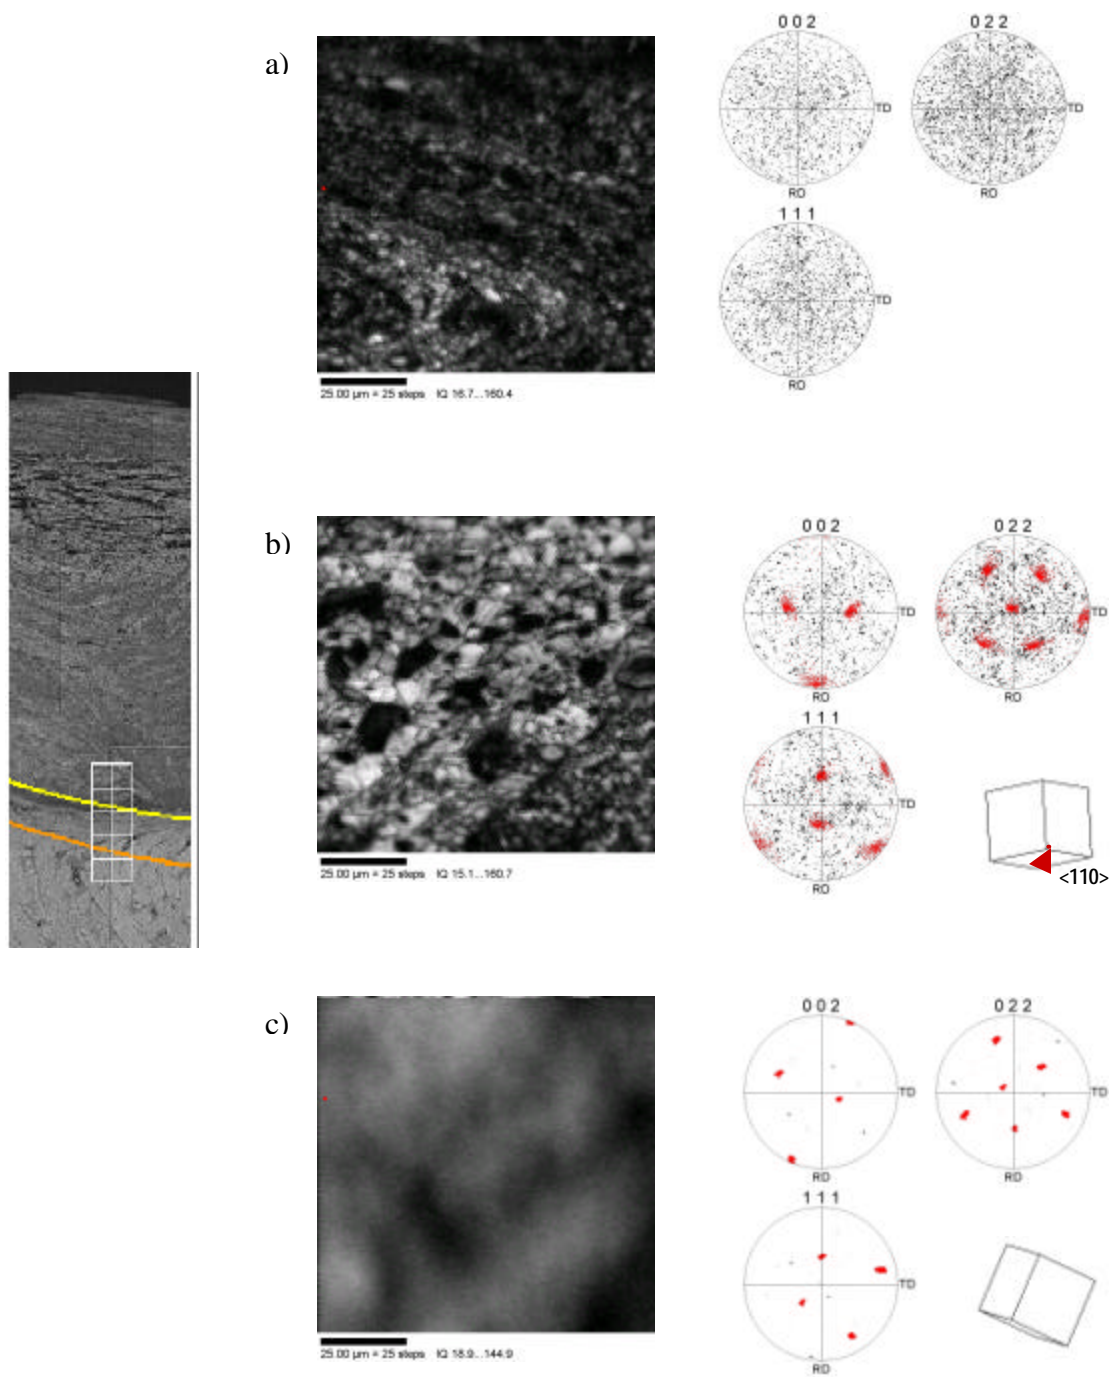 a)
0 0 2
0 2 2
TD
TD
RD
RD
1 1 1
TD
RD
25.00 µm = 25 steps IQ 16.7...160.4
b)
0 0 2
0 2 2
TD
TD
RD
RD
1 1 1
TD
RD
<110>
25.00 µm = 25 steps IQ 15.1...160.7
c)
0 0 2
0 2 2
TD
TD
RD
RD
1 1 1
TD
RD
25.00 µm = 25 steps IQ 18.9...144.9